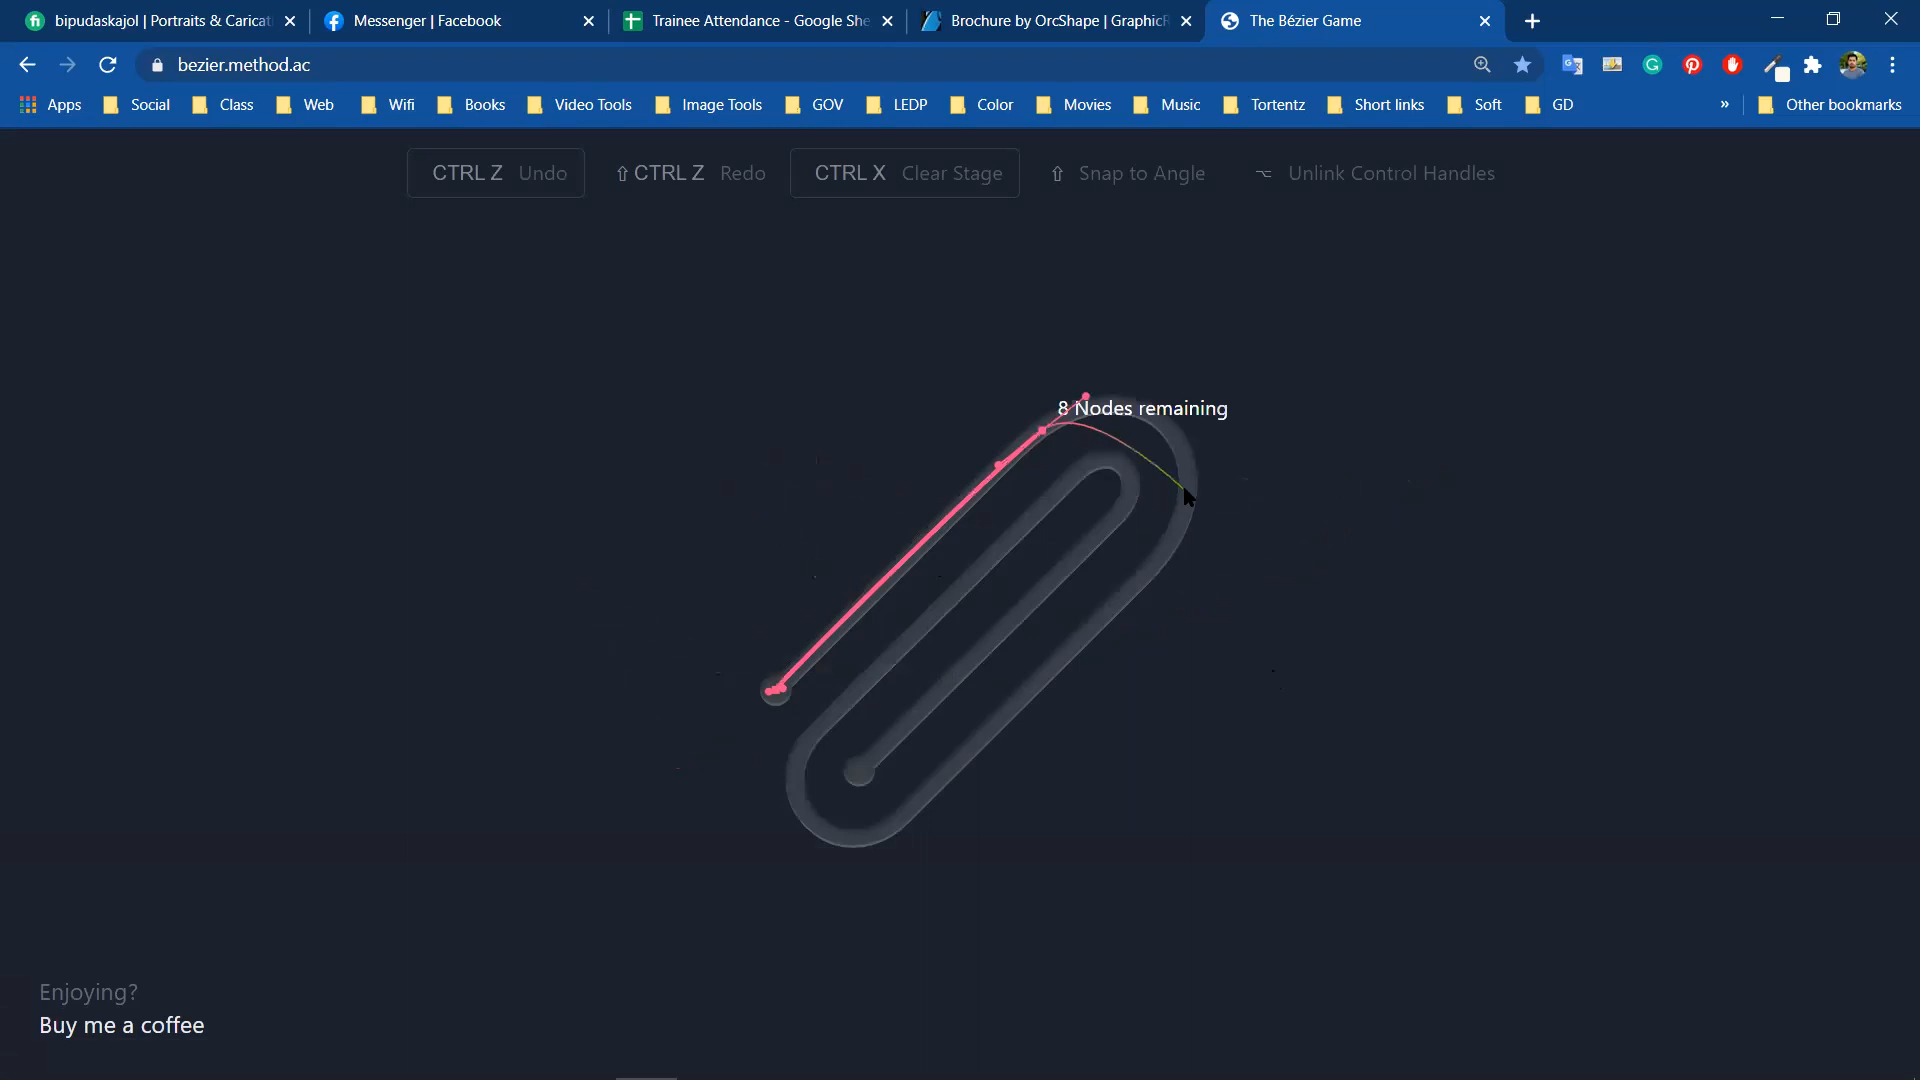 bipudaskajol | Portraits & Caricat
Messenger | Facebook
Trainee Attendance - Google She
Brochure by OrcShape | GraphicR
The Bézier Game
bezier.method.ac
Apps Social Class Web Wifi Books Video Tools Image Tools GOV LEDP Color Movies Music Tortentz Short links Soft GD » Other bookmarks
CTRL Z Undo ⇧ CTRL Z Redo CTRL X Clear Stage ⇧ Snap to Angle ⌥ Unlink Control Handles
8 Nodes remaining
Enjoying?
Buy me a coffee